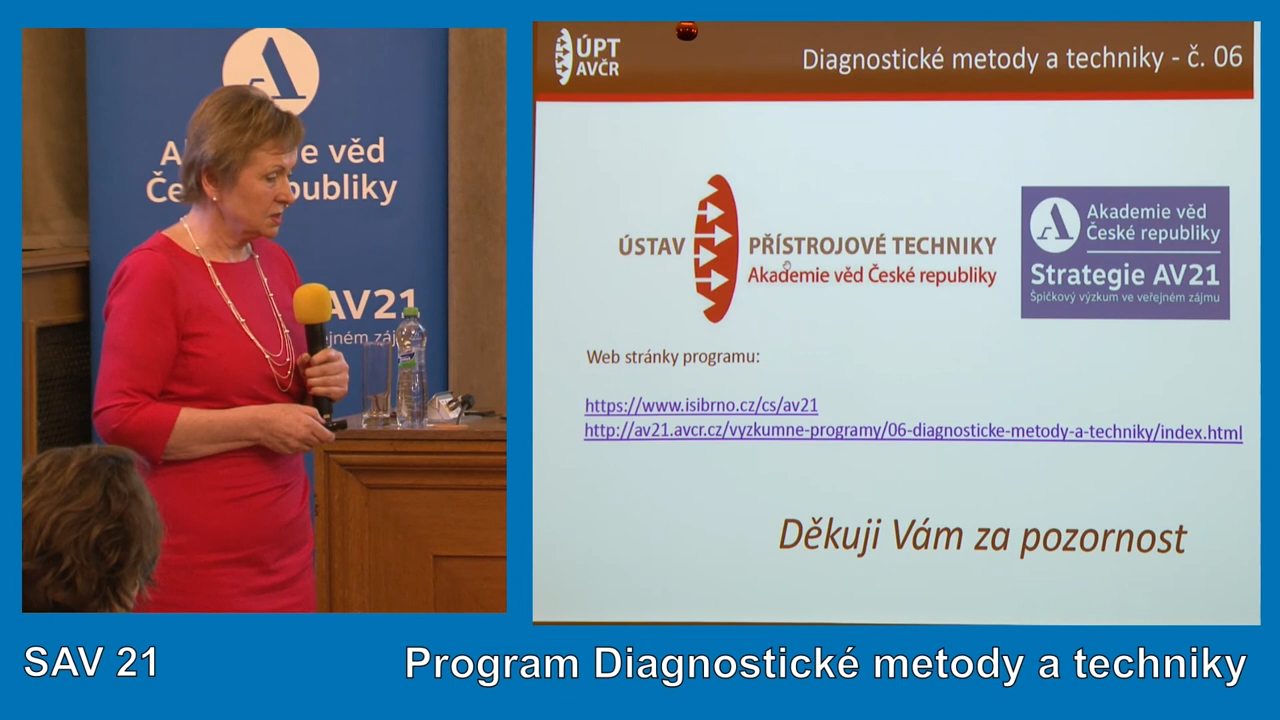 Akademie věd
České republiky
AV21
ÚPT
AVČR
Diagnostické metody a techniky - č. 06
ÚSTAV PŘÍSTROJOVÉ TECHNIKY
Akademie věd České republiky
Akademie věd
České republiky
Strategie AV21
Špičkový výzkum ve veřejném zájmu
Web stránky programu:
https://www.isibrno.cz/cs/av21
http://av21.avcr.cz/vyzkumne-programy/06-diagnosticke-metody-a-techniky/index.html
Děkuji Vám za pozornost
SAV 21
Program Diagnostické metody a techniky